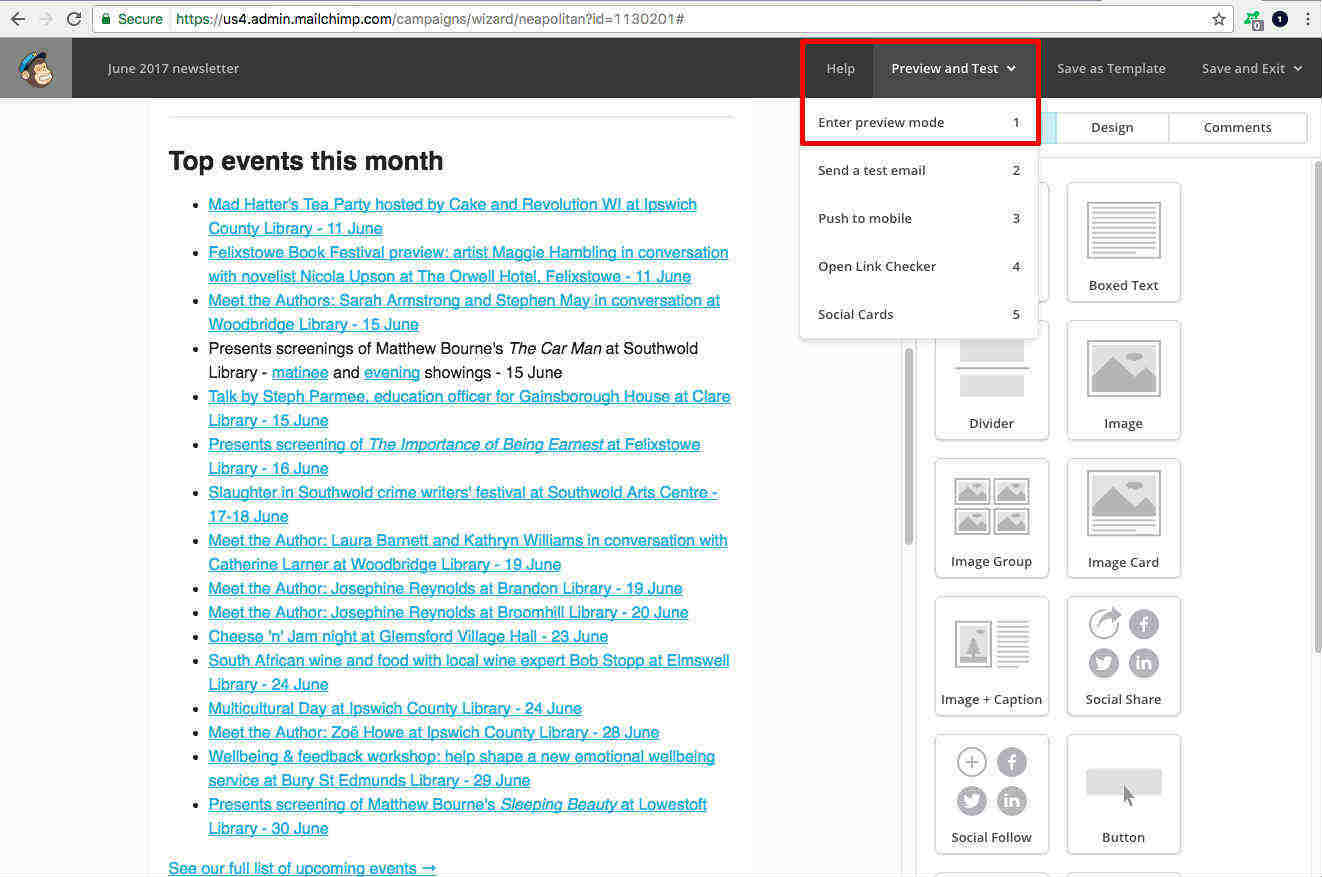 Secure
https://us4.admin.mailchimp.com/campaigns/wizard/neapolitan?id=1130201#
0
1
June 2017 newsletter
Help
Preview and Test
Save as Template
Save and Exit
Enter preview mode 1
Send a test email 2
Push to mobile 3
Open Link Checker 4
Social Cards 5
Design
Comments
Top events this month
Mad Hatter's Tea Party hosted by Cake and Revolution WI at Ipswich
County Library - 11 June
Felixstowe Book Festival preview: artist Maggie Hambling in conversation
with novelist Nicola Upson at The Orwell Hotel, Felixstowe - 11 June
Meet the Authors: Sarah Armstrong and Stephen May in conversation at
Woodbridge Library - 15 June
Presents screenings of Matthew Bourne's The Car Man at Southwold
Library - matinee and evening showings - 15 June
Talk by Steph Parmee, education officer for Gainsborough House at Clare
Library - 15 June
Presents screening of The Importance of Being Earnest at Felixstowe
Library - 16 June
Slaughter in Southwold crime writers' festival at Southwold Arts Centre -
17-18 June
Meet the Author: Laura Barnett and Kathryn Williams in conversation with
Catherine Larner at Woodbridge Library - 19 June
Meet the Author: Josephine Reynolds at Brandon Library - 19 June
Meet the Author: Josephine Reynolds at Broomhill Library - 20 June
Cheese 'n' Jam night at Glemsford Village Hall - 23 June
South African wine and food with local wine expert Bob Stopp at Elmswell
Library - 24 June
Multicultural Day at Ipswich County Library - 24 June
Meet the Author: Zoë Howe at Ipswich County Library - 28 June
Wellbeing & feedback workshop: help shape a new emotional wellbeing
service at Bury St Edmunds Library - 29 June
Presents screening of Matthew Bourne's Sleeping Beauty at Lowestoft
Library - 30 June
See our full list of upcoming events →
Boxed Text
Divider
Image
Image Group
Image Card
Image + Caption
Social Share
Social Follow
Button